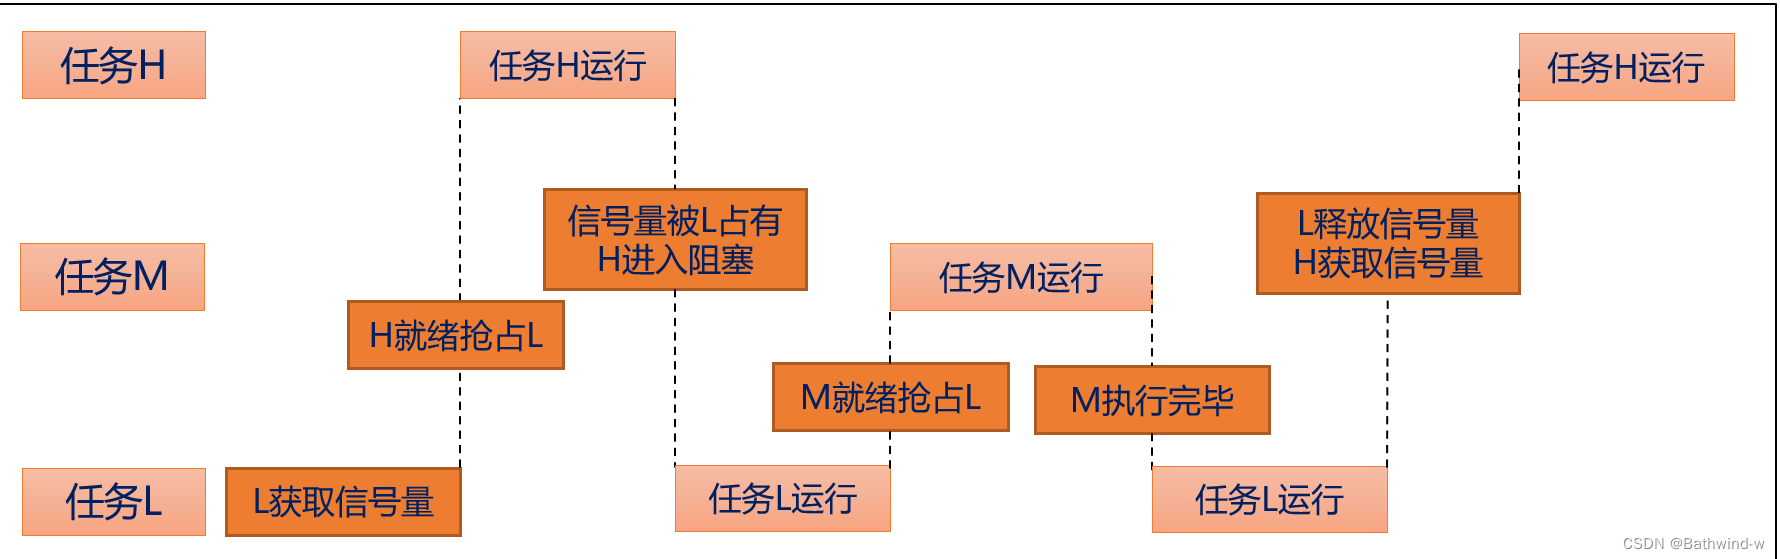 任务H
任务H运行
任务H运行
信号量被L占有
H进入阻塞
L释放信号量
H获取信号量
任务M
任务M运行
H就绪抢占L
M就绪抢占L
M执行完毕
任务L
L获取信号量
任务L运行
任务L运行
CSDN @Bathwind-w